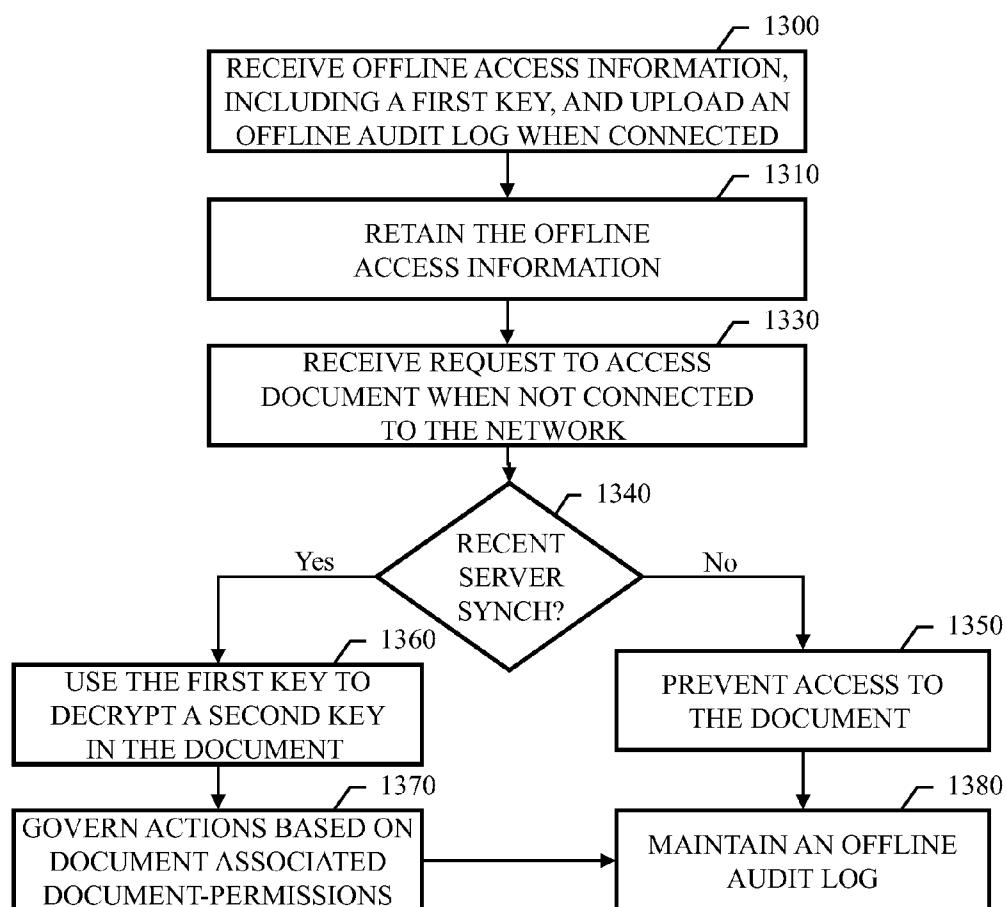 1300
RECEIVE OFFLINE ACCESS INFORMATION,
INCLUDING A FIRST KEY, AND UPLOAD AN
OFFLINE AUDIT LOG WHEN CONNECTED
1310
RETAIN THE OFFLINE
ACCESS INFORMATION
1330
RECEIVE REQUEST TO ACCESS
DOCUMENT WHEN NOT CONNECTED
TO THE NETWORK
1340
RECENT
SERVER
SYNCH?
Yes
No
1360
USE THE FIRST KEY TO
DECRYPT A SECOND KEY
IN THE DOCUMENT
1350
PREVENT ACCESS TO
THE DOCUMENT
1370
GOVERN ACTIONS BASED ON
DOCUMENT ASSOCIATED
DOCUMENT-PERMISSIONS
1380
MAINTAIN AN OFFLINE
AUDIT LOG